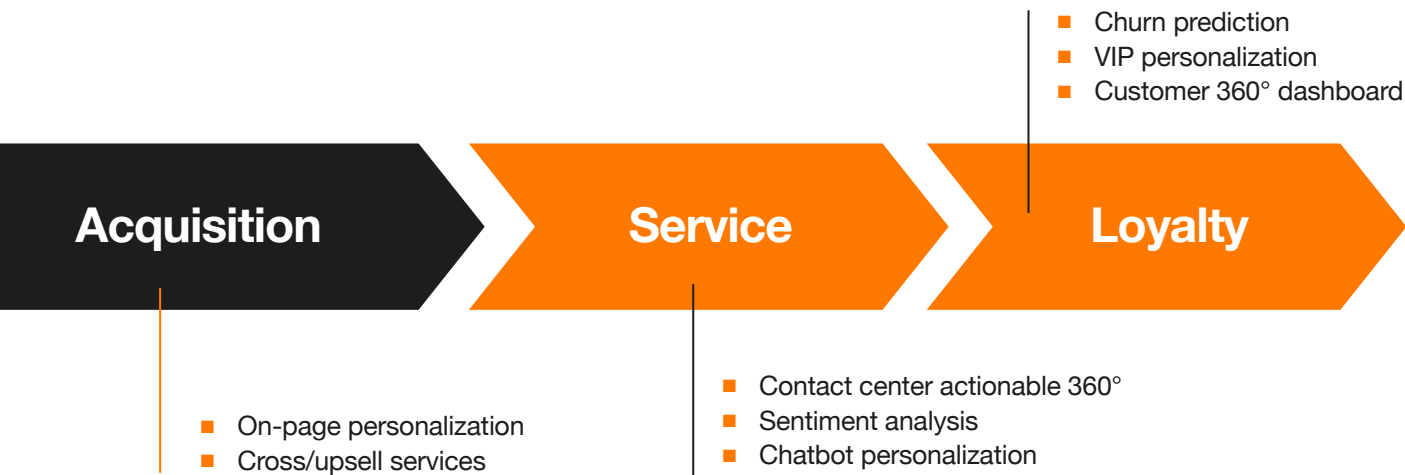 Churn prediction
VIP personalization
Customer 360° dashboard
Acquisition
Service
Loyalty
On-page personalization
Cross/upsell services
Contact center actionable 360°
Sentiment analysis
Chatbot personalization